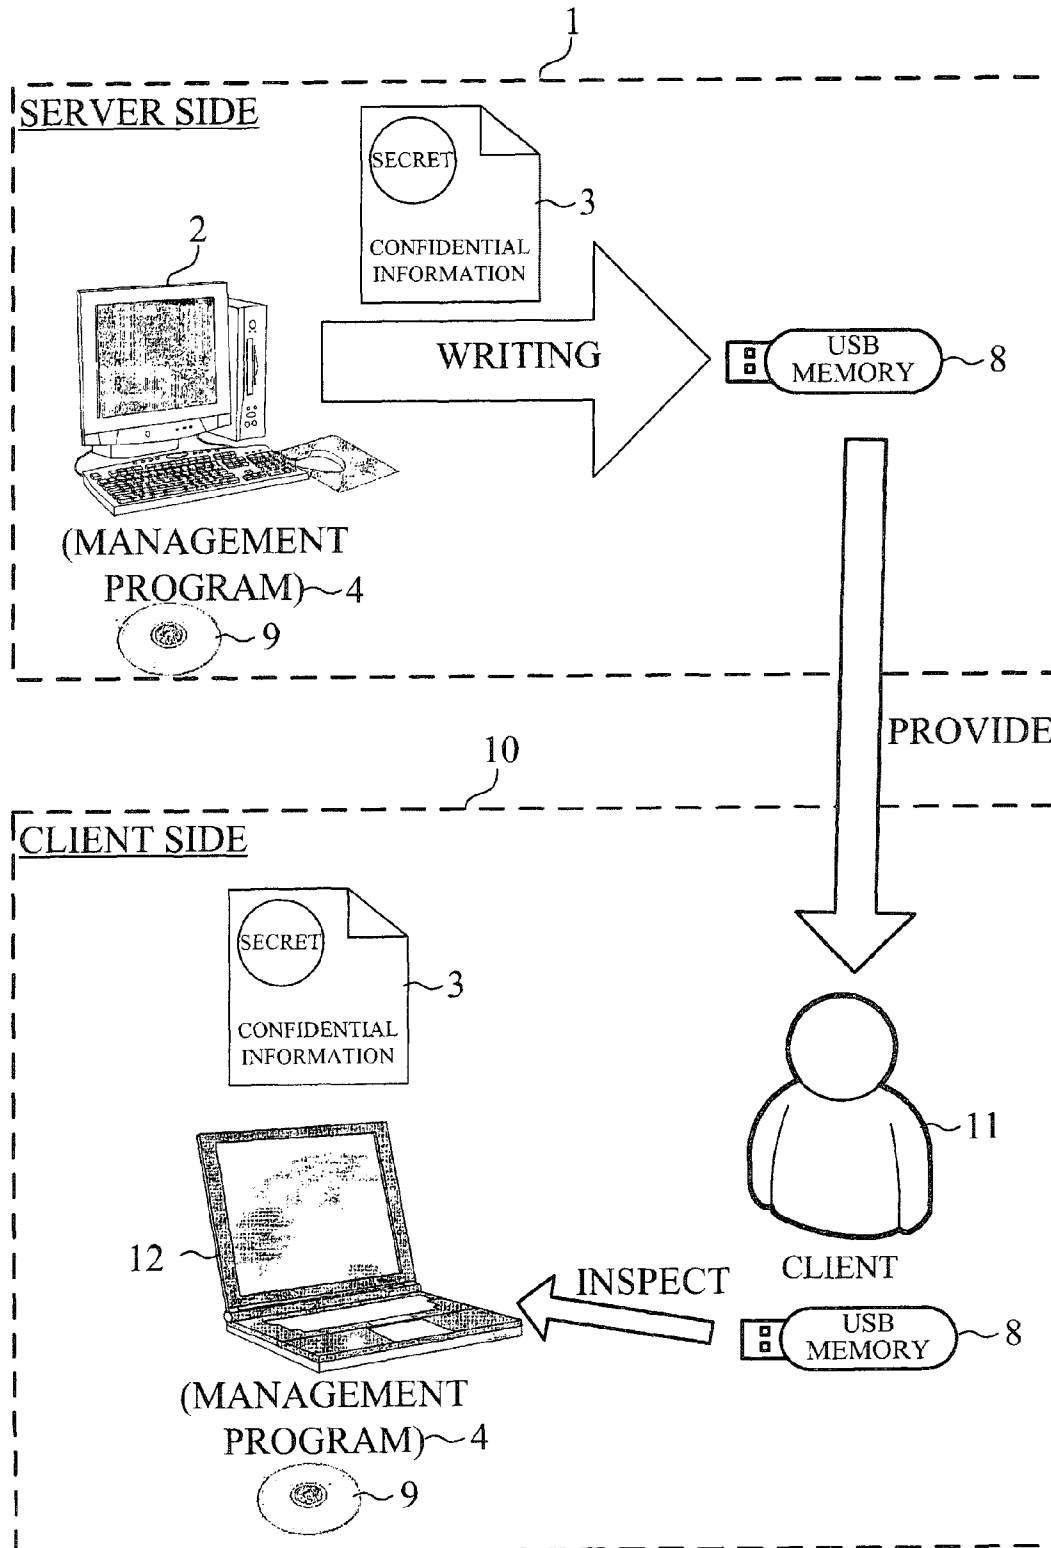 1
SERVER SIDE
SECRET
3
CONFIDENTIAL
INFORMATION
2
WRITING
USB
MEMORY
8
(MANAGEMENT
PROGRAM)
4
9
PROVIDE
10
CLIENT SIDE
SECRET
3
CONFIDENTIAL
INFORMATION
11
12
CLIENT
INSPECT
USB
MEMORY
8
(MANAGEMENT
PROGRAM)
4
9